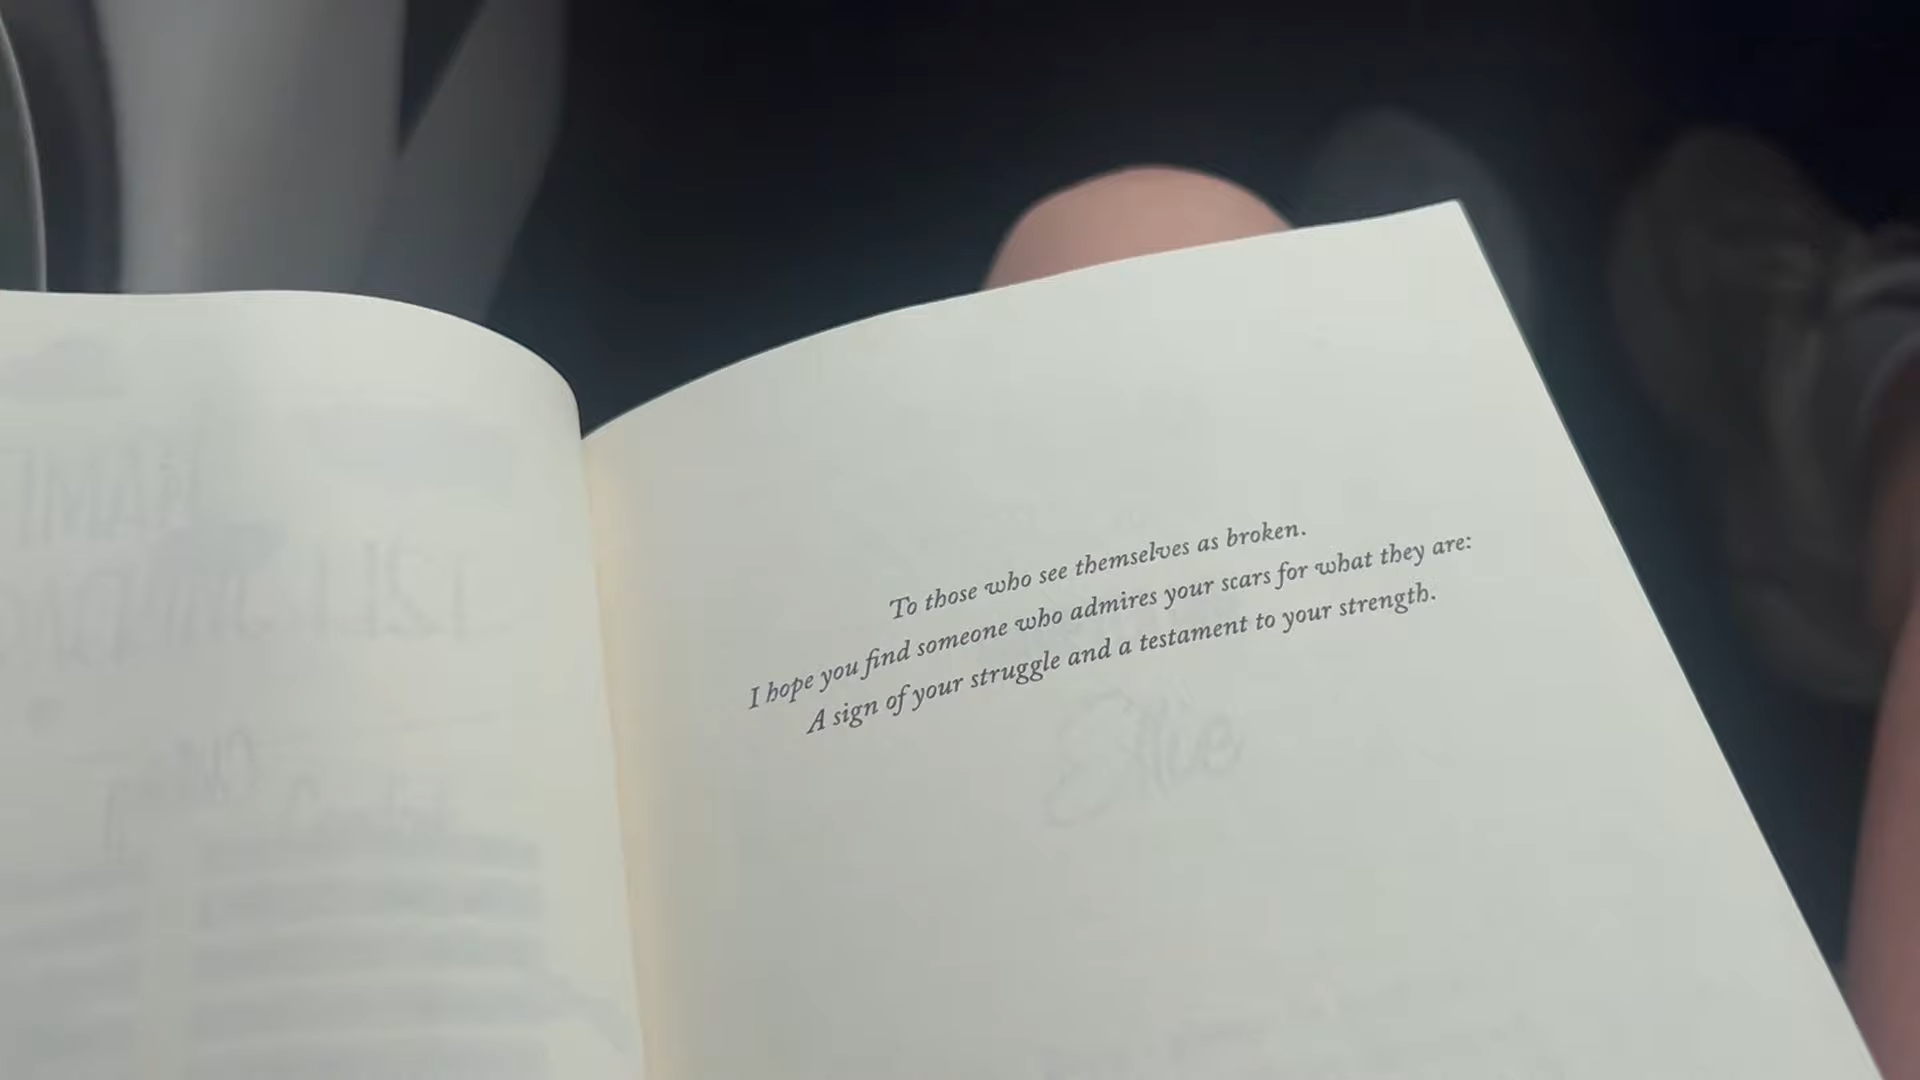 To those who see themselves as broken.
I hope you find someone who admires your scars for what they are:
A sign of your struggle and a testament to your strength.
Ellie